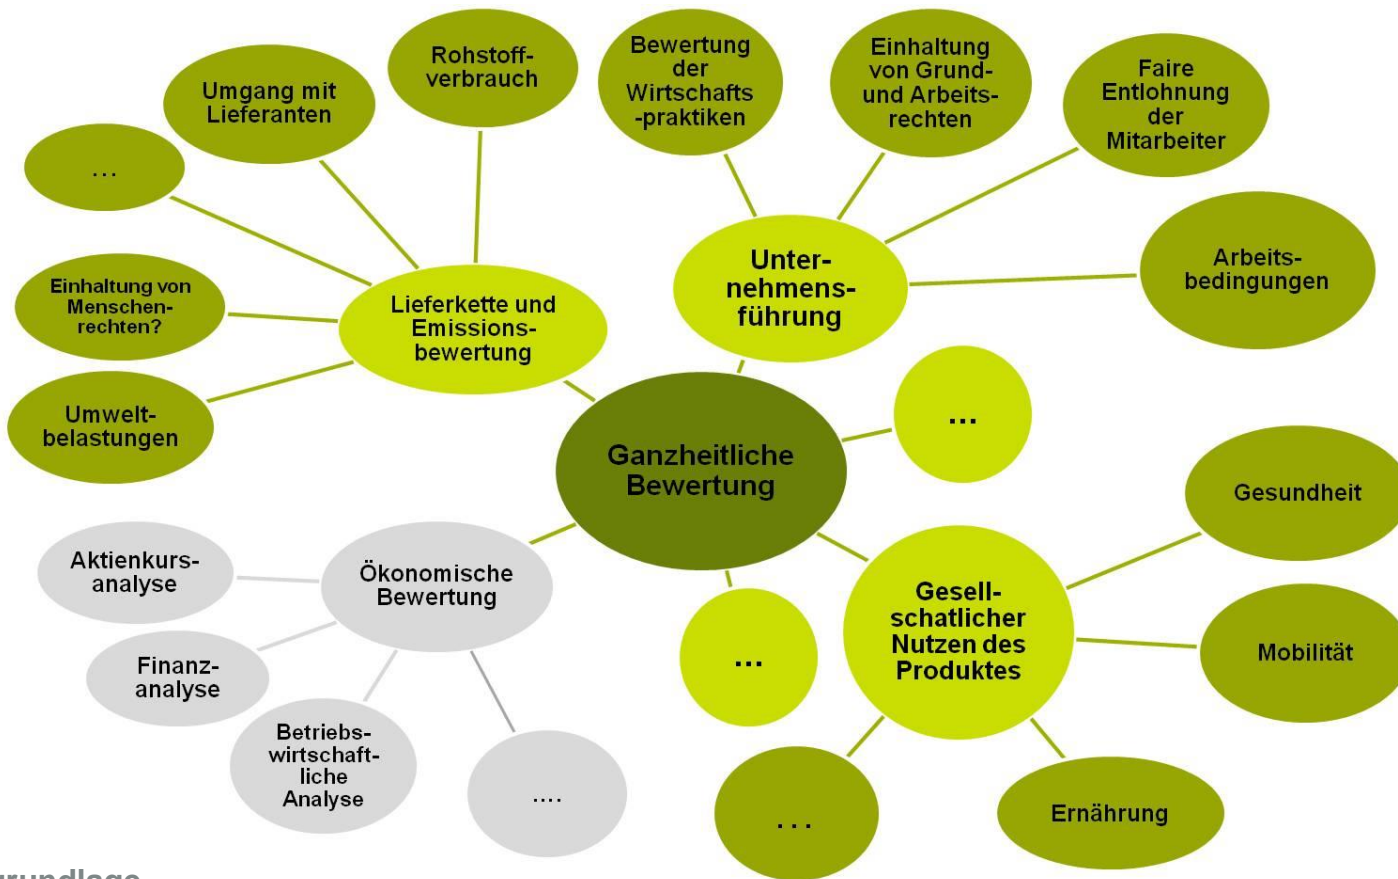 Rohstoff-
verbrauch
Umgang mit
Lieferanten
...
Einhaltung von
Menschen-
rechten?
Umwelt-
belastungen
Lieferkette und
Emissions-
bewertung
Bewertung
der
Wirtschafts
-praktiken
Einhaltung
von Grund-
und Arbeits-
rechten
Faire
Entlohnung
der
Mitarbeiter
Arbeits-
bedingungen
Unter-
nehmens-
führung
...
Ganzheitliche
Bewertung
Gesundheit
Mobilität
Gesell-
schatlicher
Nutzen des
Produktes
Ernährung
...
...
Ökonomische
Bewertung
Aktienkurs-
analyse
Finanz-
analyse
Betriebs-
wirtschaft-
liche
Analyse
....